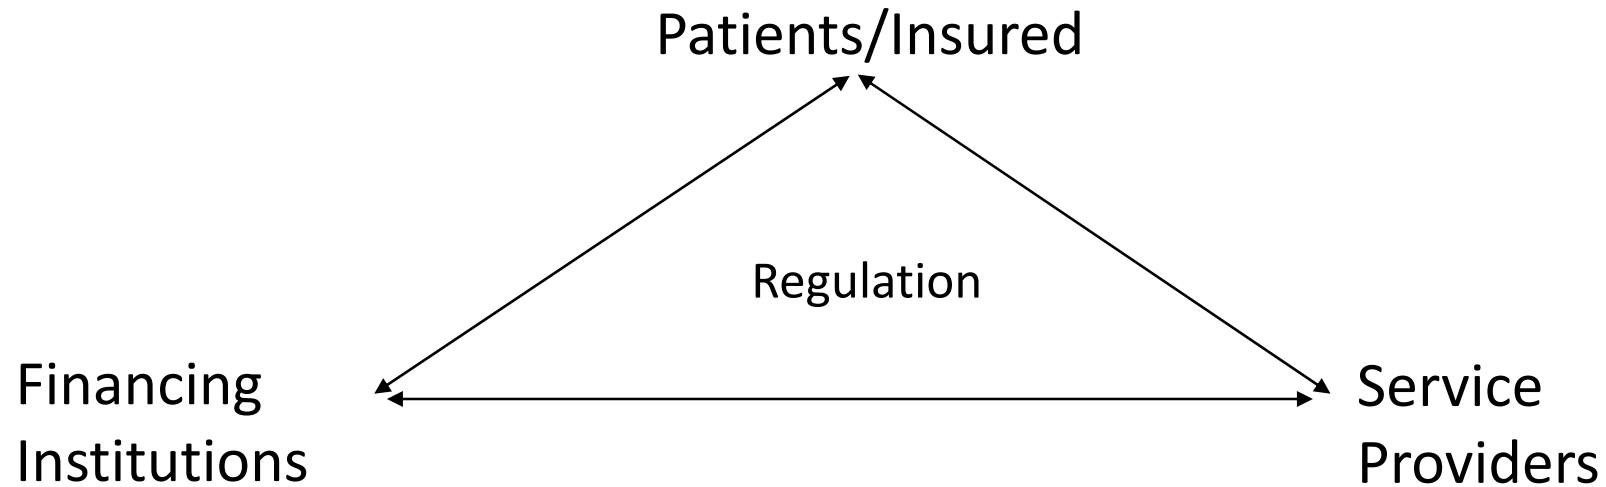 Patients/Insured
Regulation
Financing
Institutions
Service
Providers